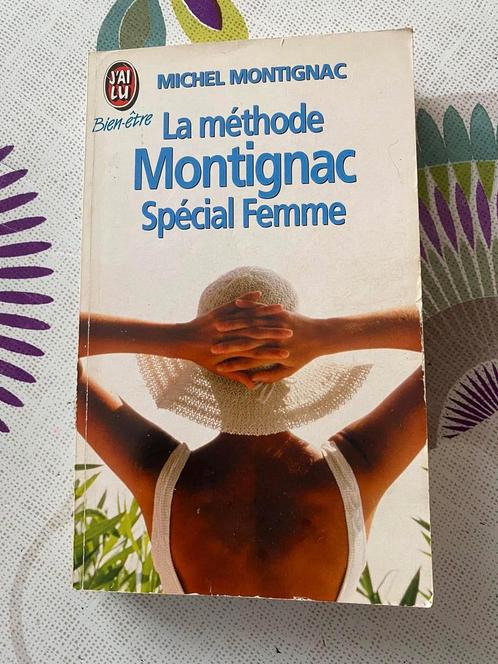 J'AI
LU
Bien-être
MICHEL MONTIGNAC
La méthode
Montignac
Spécial Femme